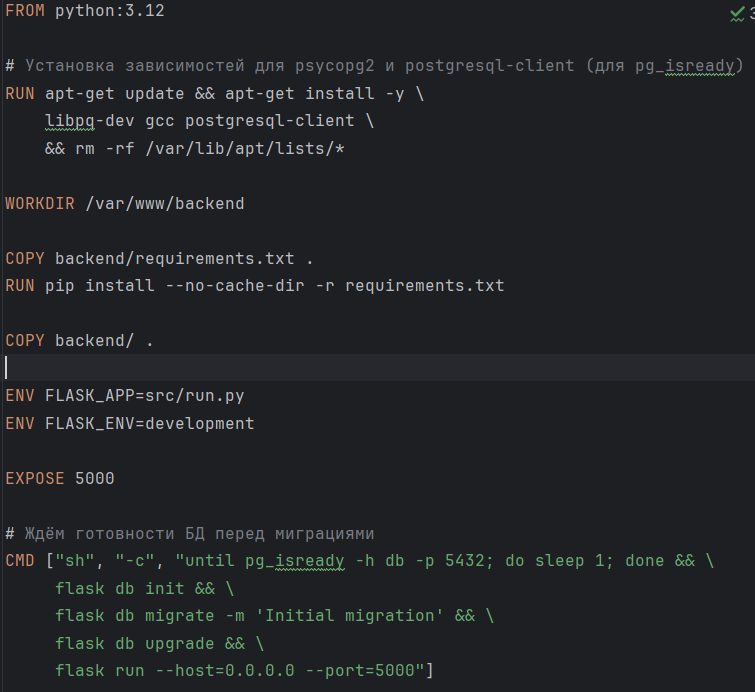 FROM python:3.12
# Установка зависимостей для psycopg2 и postgresql-client (для pg_isready)
RUN apt-get update && apt-get install -y \
libpq-dev gcc postgresql-client \
&& rm -rf /var/lib/apt/lists/*
WORKDIR /var/www/backend
COPY backend/requirements.txt .
RUN pip install --no-cache-dir -r requirements.txt
COPY backend/ .
ENV FLASK_APP=src/run.py
ENV FLASK_ENV=development
EXPOSE 5000
# Ждём готовности БД перед миграциями
CMD ["sh", "-c", "until pg_isready -h db -p 5432; do sleep 1; done && \
flask db init && \
flask db migrate -m 'Initial migration' && \
flask db upgrade && \
flask run --host=0.0.0.0 --port=5000"]